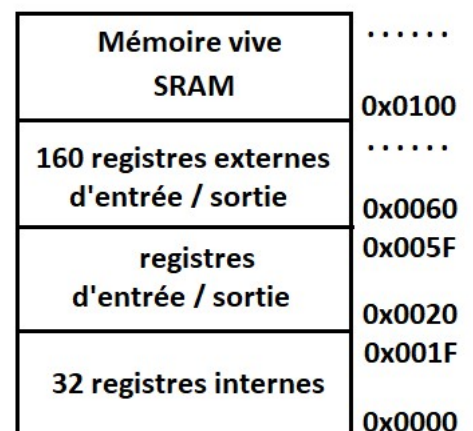 Mémoire vive
SRAM
......
0x0100
160 registres externes
d'entrée / sortie
......
0x0060
registres
d'entrée / sortie
0x005F
0x0020
32 registres internes
0x001F
0x0000